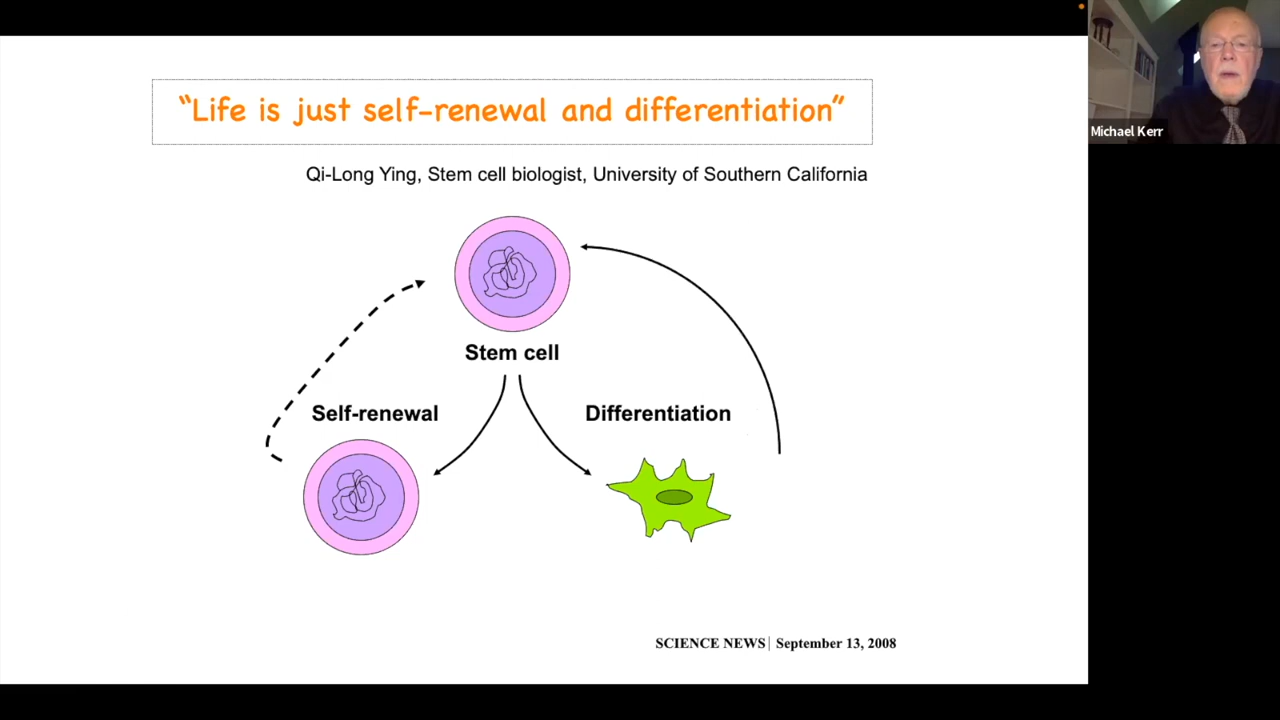 “Life is just self-renewal and differentiation”
Qi-Long Ying, Stem cell biologist, University of Southern California
Stem cell
Self-renewal
Differentiation
SCIENCE NEWS| September 13, 2008
Michael Kerr